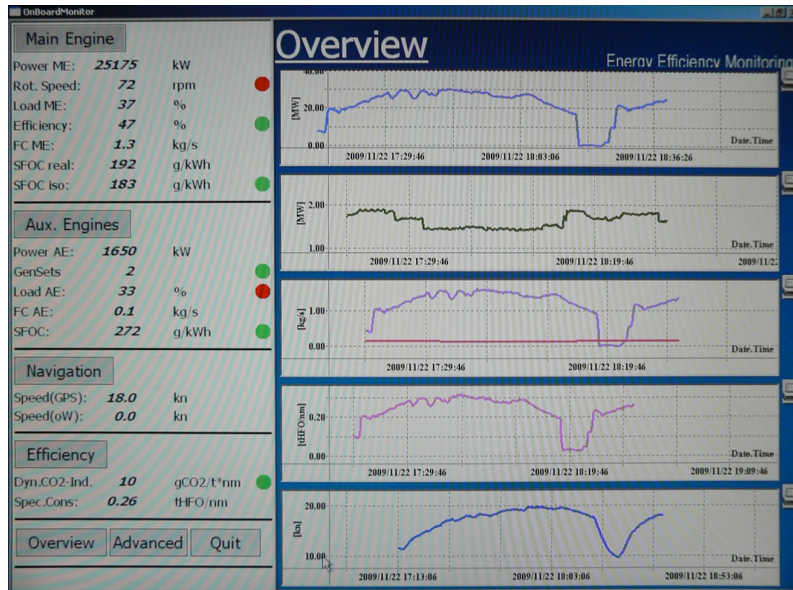 OnBoardMonitor
Main Engine
Power ME: 25175 kW
Rot. Speed: 72 rpm
Load ME: 37 %
Efficiency: 47 %
FC ME: 1.3 kg/s
SFOC real: 192 g/kWh
SFOC iso: 183 g/kWh
Aux. Engines
Power AE: 1650 kW
GenSets 2
Load AE: 33 %
FC AE: 0.1 kg/s
SFOC: 272 g/kWh
Navigation
Speed(GPS): 18.0 kn
Speed(oW): 0.0 kn
Efficiency
Dyn.CO2-Ind. 10 gCO2/t*nm
Spec.Cons: 0.26 tHFO/nm
Overview Advanced Quit
Overview
Energy Efficiency Monitoring
40.00
[MW]
20.00
0.00
Date.Time
2009/11/22 17:29:46 2009/11/22 18:03:06 2009/11/22 18:36:26
[MW]
2.00
1.00
Date.Time
2009/11/22 17:29:46 2009/11/22 18:19:46 2009/11/22
[kg/s]
1.00
0.00
Date.Time
2009/11/22 17:29:46 2009/11/22 18:19:46
[tHFO/nm]
0.20
0.00
Date.Time
2009/11/22 17:29:46 2009/11/22 18:19:46 2009/11/22 19:09:46
20.00
[kn]
10.00
Date.Time
2009/11/22 17:13:06 2009/11/22 18:03:06 2009/11/22 18:53:06